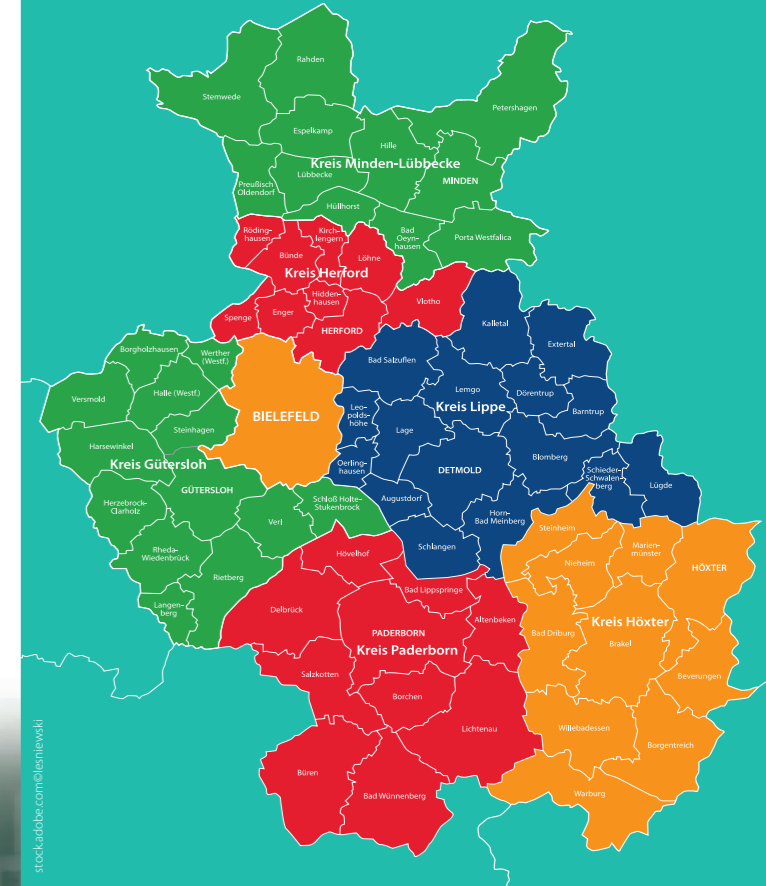 Rahden
Stemwede
Petershagen
Espelkamp
Hille
Kreis Minden-Lübbecke
Lübbecke
MINDEN
Preußisch
Oldendorf
Hüllhorst
Bad
Oeyn-
hausen
Porta Westfalica
Röding-
hausen
Kirch-
lengern
Bünde
Löhne
Kreis Herford
Hidden-
hausen
Vlotho
Spenge
Enger
HERFORD
Kalletal
Extertal
Borgholzhausen
Werther
(Westf.)
Bad Salzuflen
Versmold
Halle (Westf.)
Lemgo
Dörentrup
Leo-
polds-
höhe
Kreis Lippe
Barntrup
BIELEFELD
Steinhagen
Lage
Harsewinkel
Kreis Gütersloh
Oerling-
hausen
DETMOLD
Blomberg
Schieder-
Schwalen-
berg
Lügde
GÜTERSLOH
Herzebrock-
Clarholz
Schloß Holte-
Stukenbrock
Augustdorf
Verl
Horn-
Bad Meinberg
Steinheim
Schlangen
Marien-
münster
Rheda-
Wiedenbrück
Hövelhof
Nieheim
HÖXTER
Rietberg
Bad Lippspringe
Langen-
berg
Delbrück
Altenbeken
Kreis Höxter
PADERBORN
Bad Driburg
Brakel
Kreis Paderborn
Salzkotten
Beverungen
Borchen
Lichtenau
Willebadessen
Borgentreich
Büren
Bad Wünnenberg
Warburg
stock.adobe.com©lesniewski